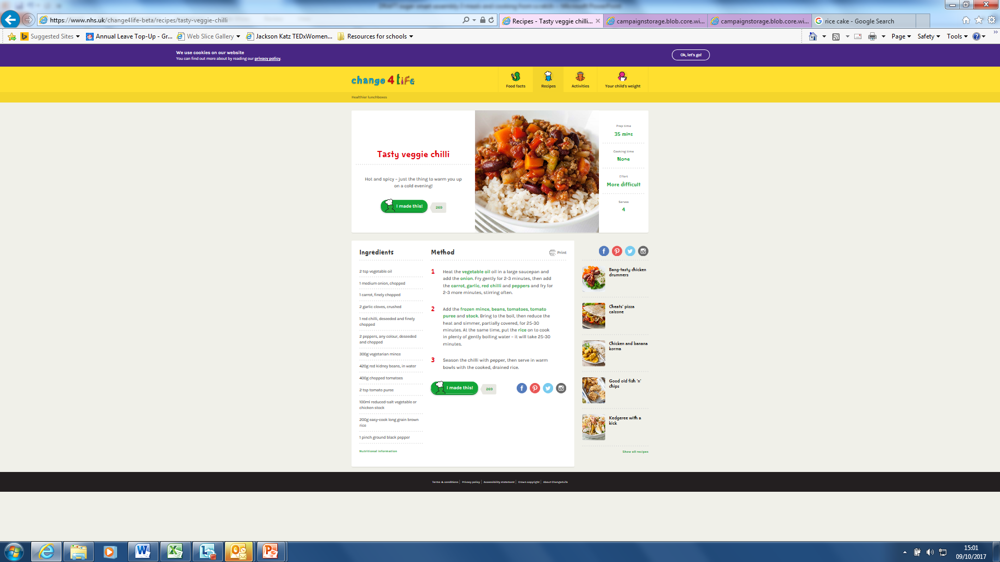 https://www.nhs.uk/change4life-beta/recipes/tasty-veggie-chilli
Recipes - Tasty veggie chilli...
campaignstorage.blob.core.wi...
campaignstorage.blob.core.wi...
rice cake - Google Search
Suggested Sites
Annual Leave Top-Up - Gr...
Web Slice Gallery
Jackson Katz TEDxWomen...
Resources for schools
Page
Safety
Tools
We use cookies on our website
You can find out more about by reading our privacy policy.
Ok, let's go!
change 4 life
Food facts
Recipes
Activities
Your child's weight
Healthier lunchboxes
Tasty veggie chilli
Hot and spicy – just the thing to warm you up
on a cold evening!
I made this!
269
Prep time
35 mins
Cooking time
None
Effort
More difficult
Serves
4
Ingredients
2 tsp vegetable oil
1 medium onion, chopped
1 carrot, finely chopped
2 garlic cloves, crushed
1 red chilli, deseeded and finely
chopped
2 peppers, any colour, deseeded
and chopped
300g vegetarian mince
420g red kidney beans, in water
400g chopped tomatoes
2 tsp tomato puree
100ml reduced-salt vegetable or
chicken stock
200g easy-cook long grain brown
rice
1 pinch ground black pepper
Nutritional information
Method
Print
1 Heat the vegetable oil oil in a large saucepan and
add the onion. Fry gently for 2-3 minutes, then add
the carrot, garlic, red chilli and peppers and fry for
2-3 more minutes, stirring often.
2 Add the frozen mince, beans, tomatoes, tomato
puree and stock. Bring to the boil, then reduce the
heat and simmer, partially covered, for 25-30
minutes. At the same time, put the rice on to cook
in plenty of gently boiling water – it will take 25-30
minutes.
3 Season the chilli with pepper, then serve in warm
bowls with the cooked, drained rice.
I made this!
269
Bang-tasty chicken
drummers
Cheats' pizza
calzone
Chicken and banana
korma
Good old fish 'n'
chips
Kedgeree with a
kick
Show all recipes
Terms & conditions
Privacy policy
Accessibility statement
Crown copyright
About Change4Life
15:01
09/10/2017